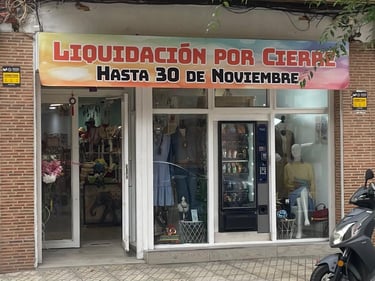 LIQUIDACIÓN POR CIERRE
HASTA 30 DE NOVIEMBRE